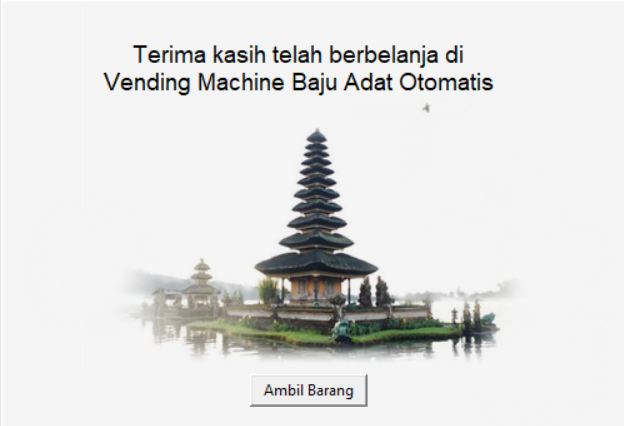 Terima kasih telah berbelanja di
Vending Machine Baju Adat Otomatis
Ambil Barang